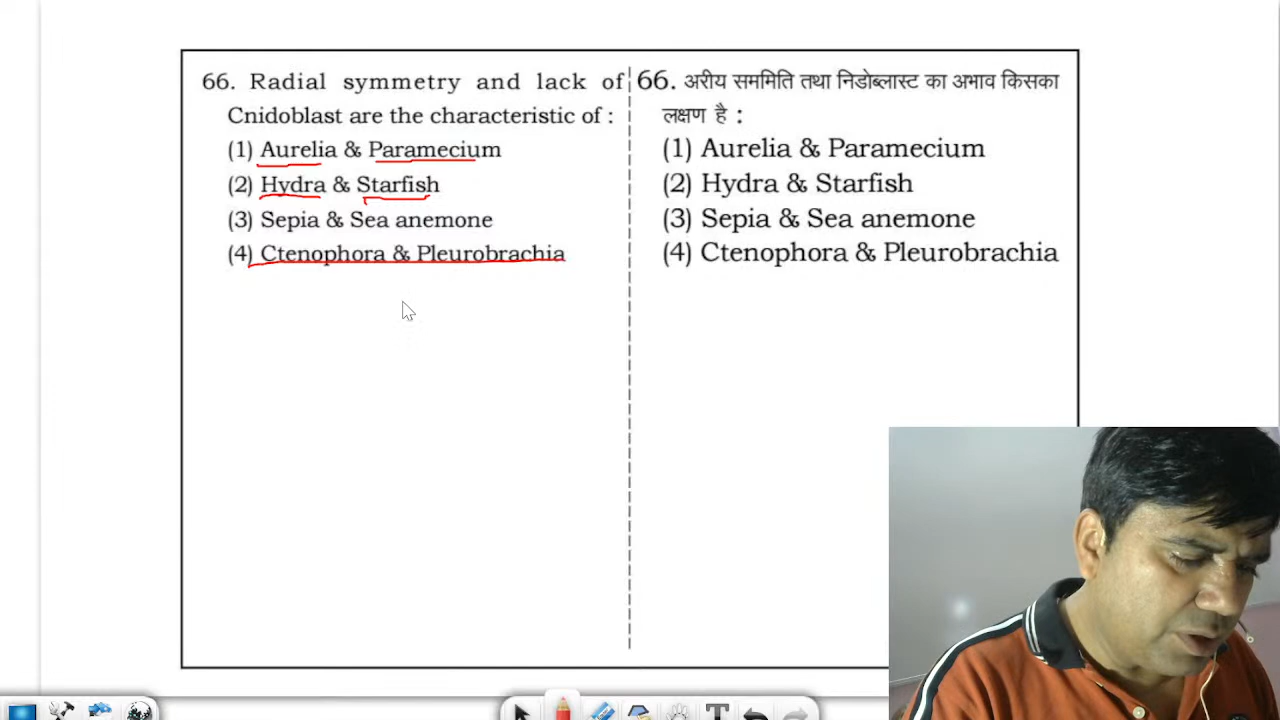 66. Radial symmetry and lack of
Cnidoblast are the characteristic of :
(1) Aurelia & Paramecium
(2) Hydra & Starfish
(3) Sepia & Sea anemone
(4) Ctenophora & Pleurobrachia
66. अरीय सममिति तथा निडोब्लास्ट का अभाव किसका
लक्षण है :
(1) Aurelia & Paramecium
(2) Hydra & Starfish
(3) Sepia & Sea anemone
(4) Ctenophora & Pleurobrachia